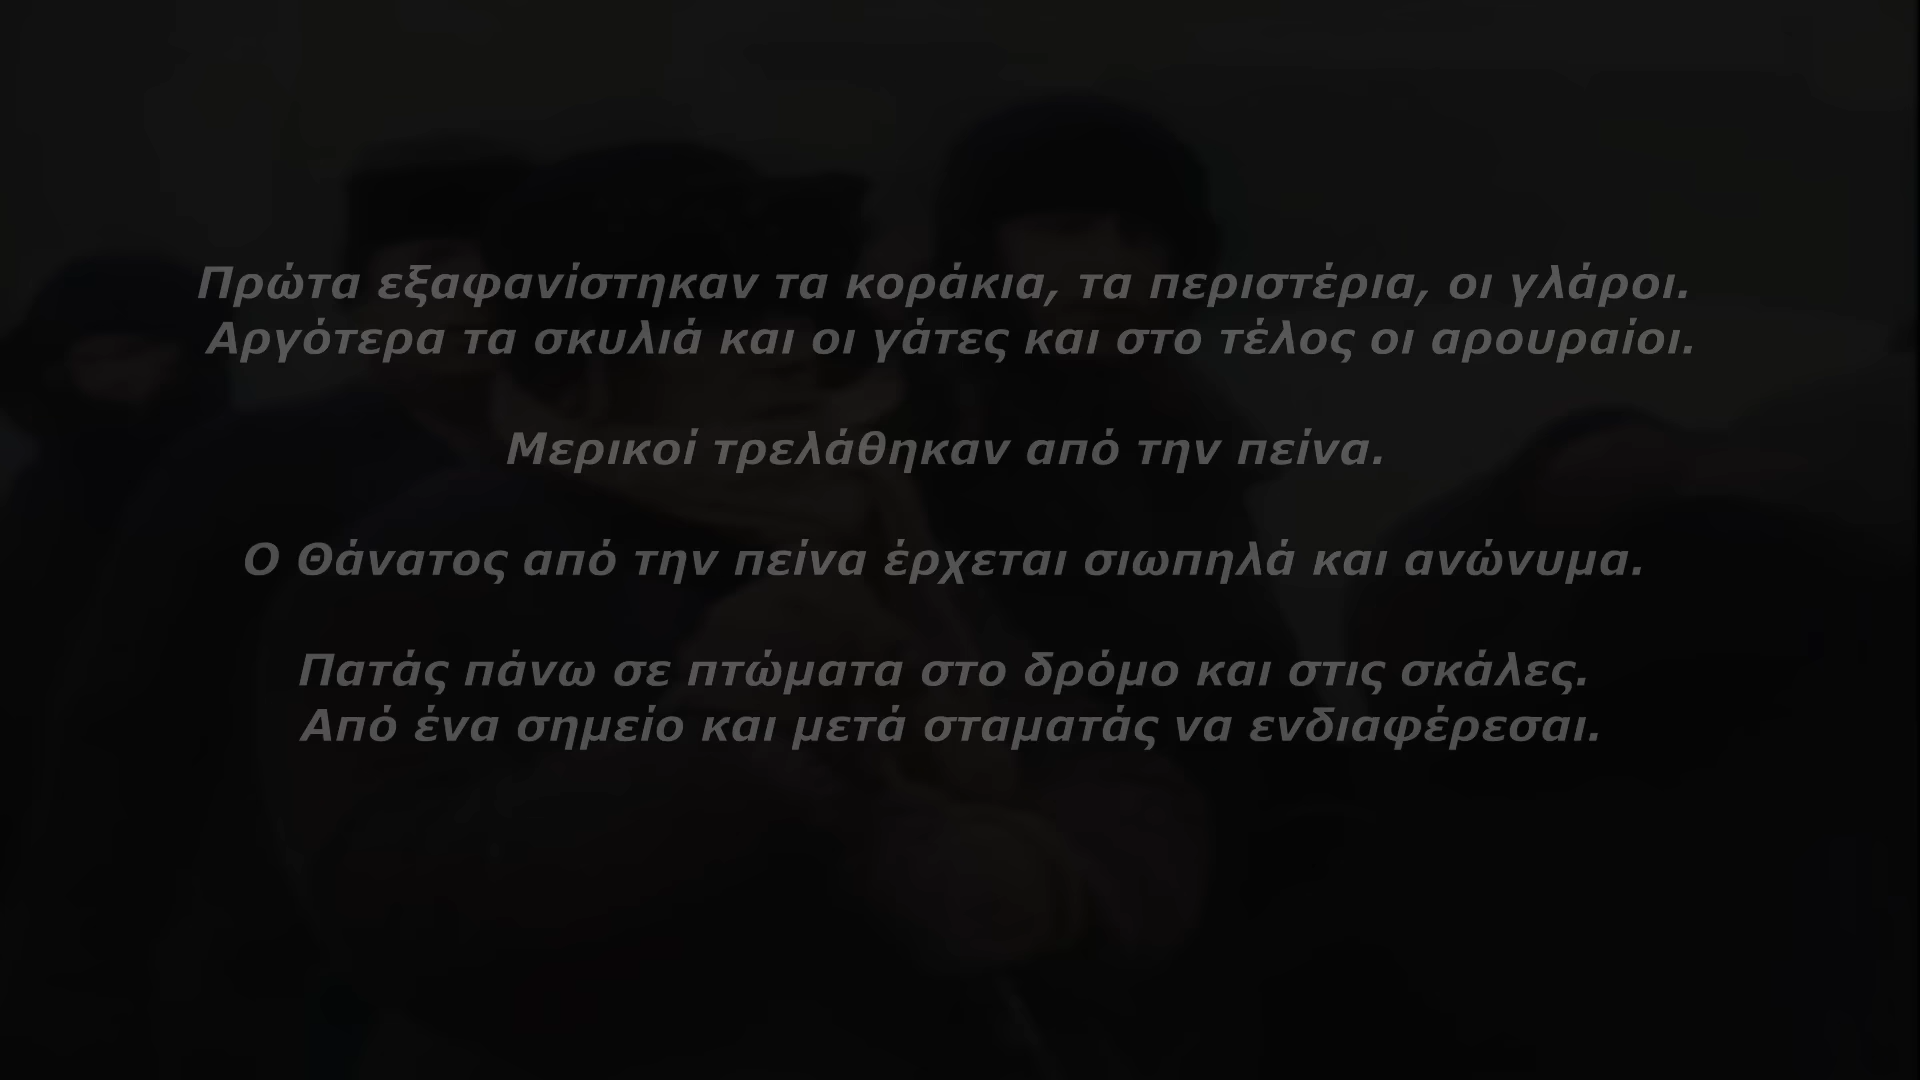 Πρώτα εξαφανίστηκαν τα κοράκια, τα περιστέρια, οι γλάροι.
Αργότερα τα σκυλιά και οι γάτες και στο τέλος οι αρουραίοι.
Μερικοί τρελάθηκαν από την πείνα.
Ο Θάνατος από την πείνα έρχεται σιωπηλά και ανώνυμα.
Πατάς πάνω σε πτώματα στο δρόμο και στις σκάλες.
Από ένα σημείο και μετά σταματάς να ενδιαφέρεσαι.